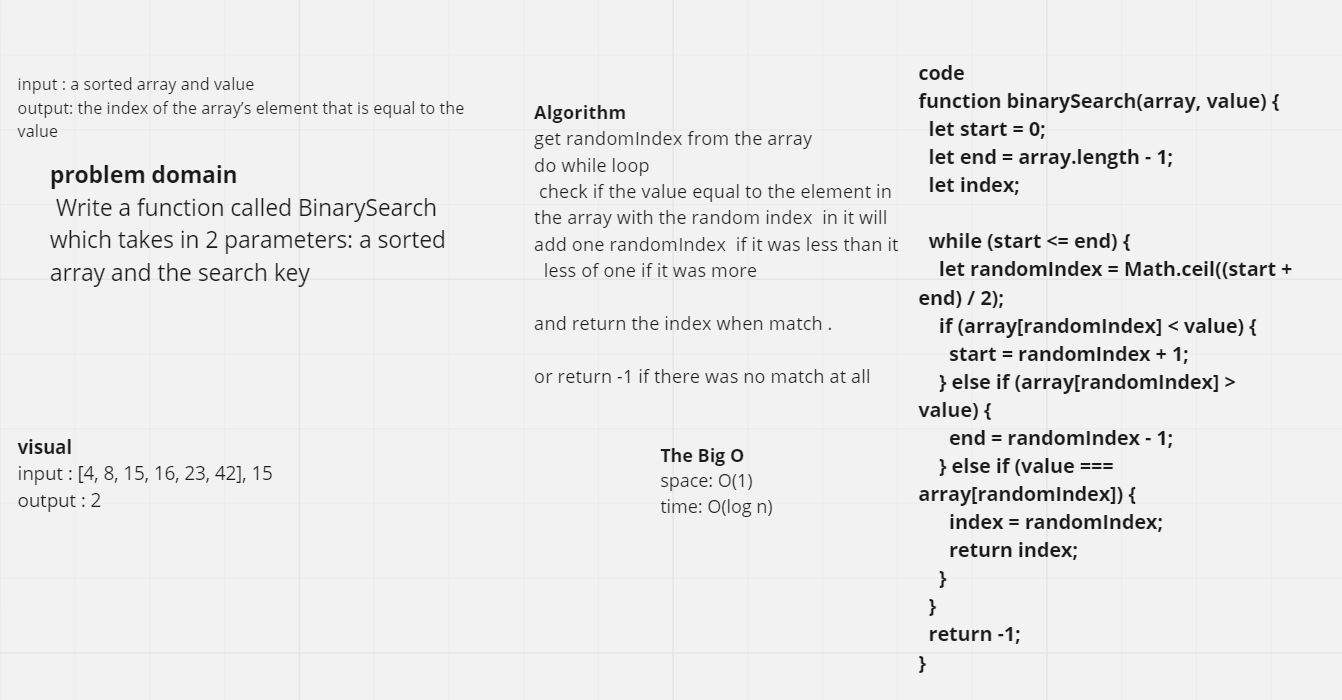 input : a sorted array and value
output: the index of the array's element that is equal to the
value
problem domain
Write a function called BinarySearch
which takes in 2 parameters: a sorted
array and the search key
visual
input : [4, 8, 15, 16, 23, 42], 15
output : 2
Algorithm
get randomIndex from the array
do while loop
check if the value equal to the element in
the array with the random index in it will
add one randomIndex if it was less than it
less of one if it was more
and return the index when match .
or return -1 if there was no match at all
The Big O
space: O(1)
time: O(log n)
code
function binarySearch(array, value) {
let start = 0;
let end = array.length - 1;
let index;
while (start <= end) {
let randomIndex = Math.ceil((start +
end) / 2);
if (array[randomIndex] < value) {
start = randomIndex + 1;
} else if (array[randomIndex] >
value) {
end = randomIndex - 1;
} else if (value ===
array[randomIndex]) {
index = randomIndex;
return index;
}
}
return -1;
}